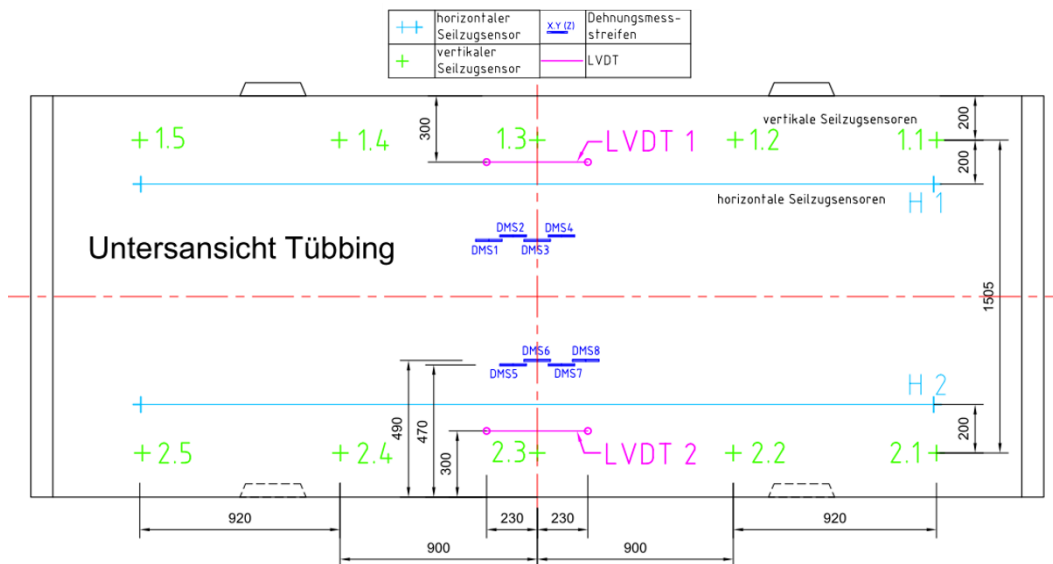 horizontaler
Seilzugsensor
X.Y (Z)
Dehnungsmess-
streifen
vertikaler
Seilzugsensor
LVDT
300
vertikale Seilzugsensoren
200
1.5
1.4
1.3
LVDT 1
1.2
1.1
200
horizontale Seilzugsensoren
H 1
DMS2
DMS4
Untersansicht Tübbing
DMS1
DMS3
1505
DMS6
DMS8
DMS5
DMS7
H 2
490
470
200
300
2.5
2.4
2.3
LVDT 2
2.2
2.1
920
230
230
920
900
900